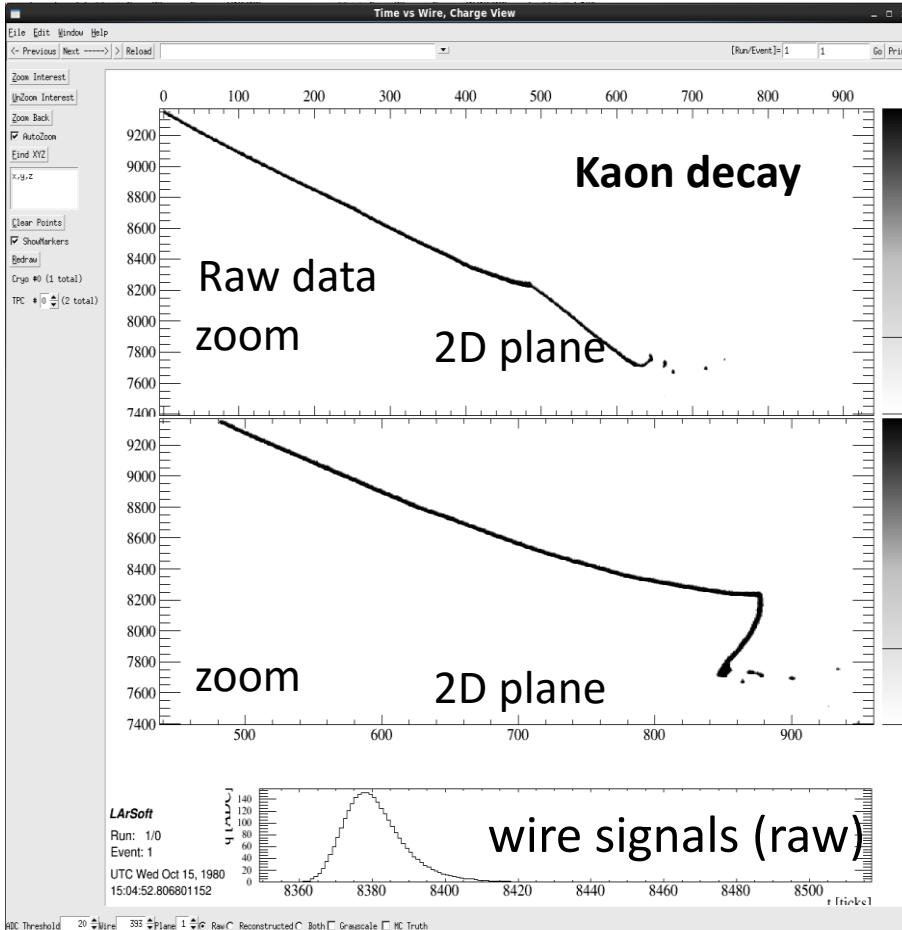 Time vs Wire, Charge View
File Edit Window Help
<- Previous Next -----> > Reload [Run/Event]= 1 1 Go
Zoom Interest
UnZoom Interest
Zoom Back
AutoZoom
Find XYZ
x,y,z
Clear Points
ShowMarkers
Redraw
Cryo #0 (1 total)
TPC # 0 (2 total)
0 100 200 300 400 500 600 700 800 900
9200
9000
8800
8600
8400
8200
8000
7800
7600
7400
Kaon decay
Raw data
zoom 2D plane
9200
9000
8800
8600
8400
8200
8000
7800
7600
7400
zoom 2D plane
500 600 700 800 900
LArSoft
Run: 1/0
Event: 1
UTC Wed Oct 15, 1980
15:04:52.806801152
q [ADC]
140
120
100
80
60
40
20
0
wire signals (raw)
8360 8380 8400 8420 8440 8460 8480 8500
t [ticks]
ADC Threshold 20 Wire 393 Plane 1 Raw Reconstructed Both Grayscale MC Truth